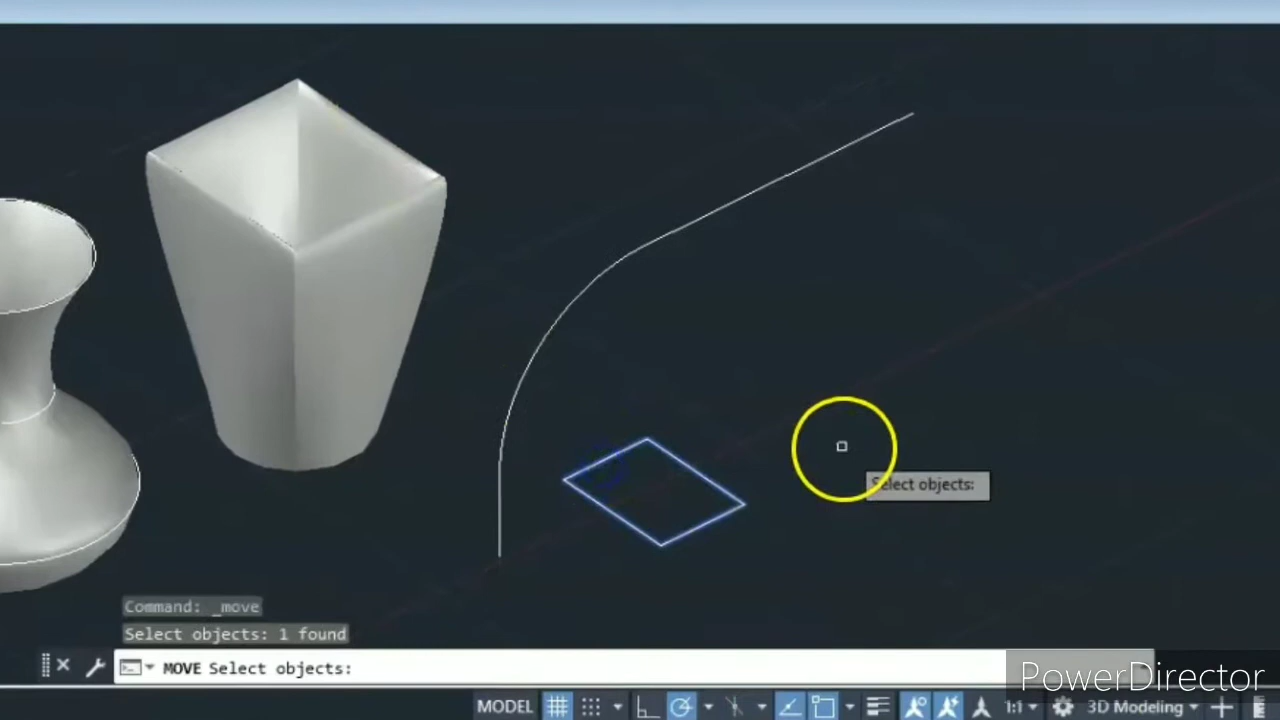 Select objects:
Command: _move
Select objects: 1 found
MOVE Select objects:
PowerDirector
MODEL 1:1 3D Modeling